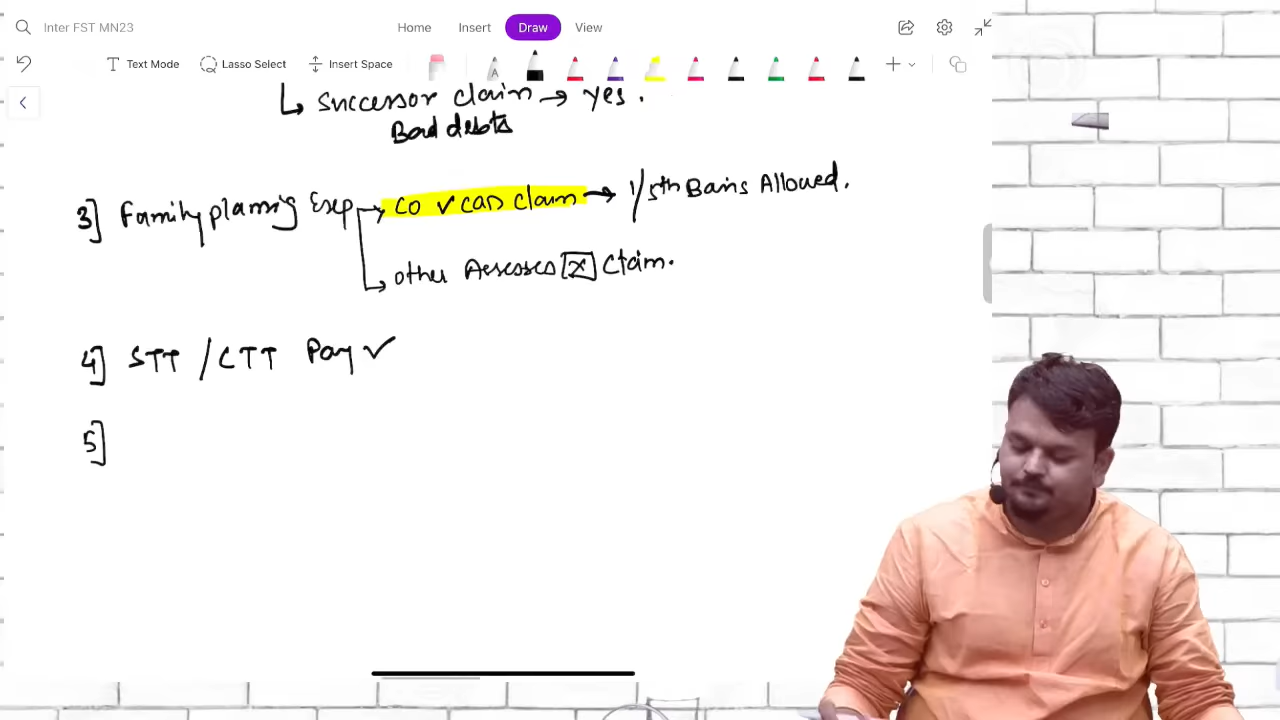 Inter FST MN23
Home Insert Draw View
Text Mode Lasso Select Insert Space
↳ Successor claim → yes.
Bad debts
3] Family planning Exp → CO ✓ can claim → 1/5th Basis Allowed.
→ other Assesses [X] Claim.
4] STT / CTT Pay ✓
5]